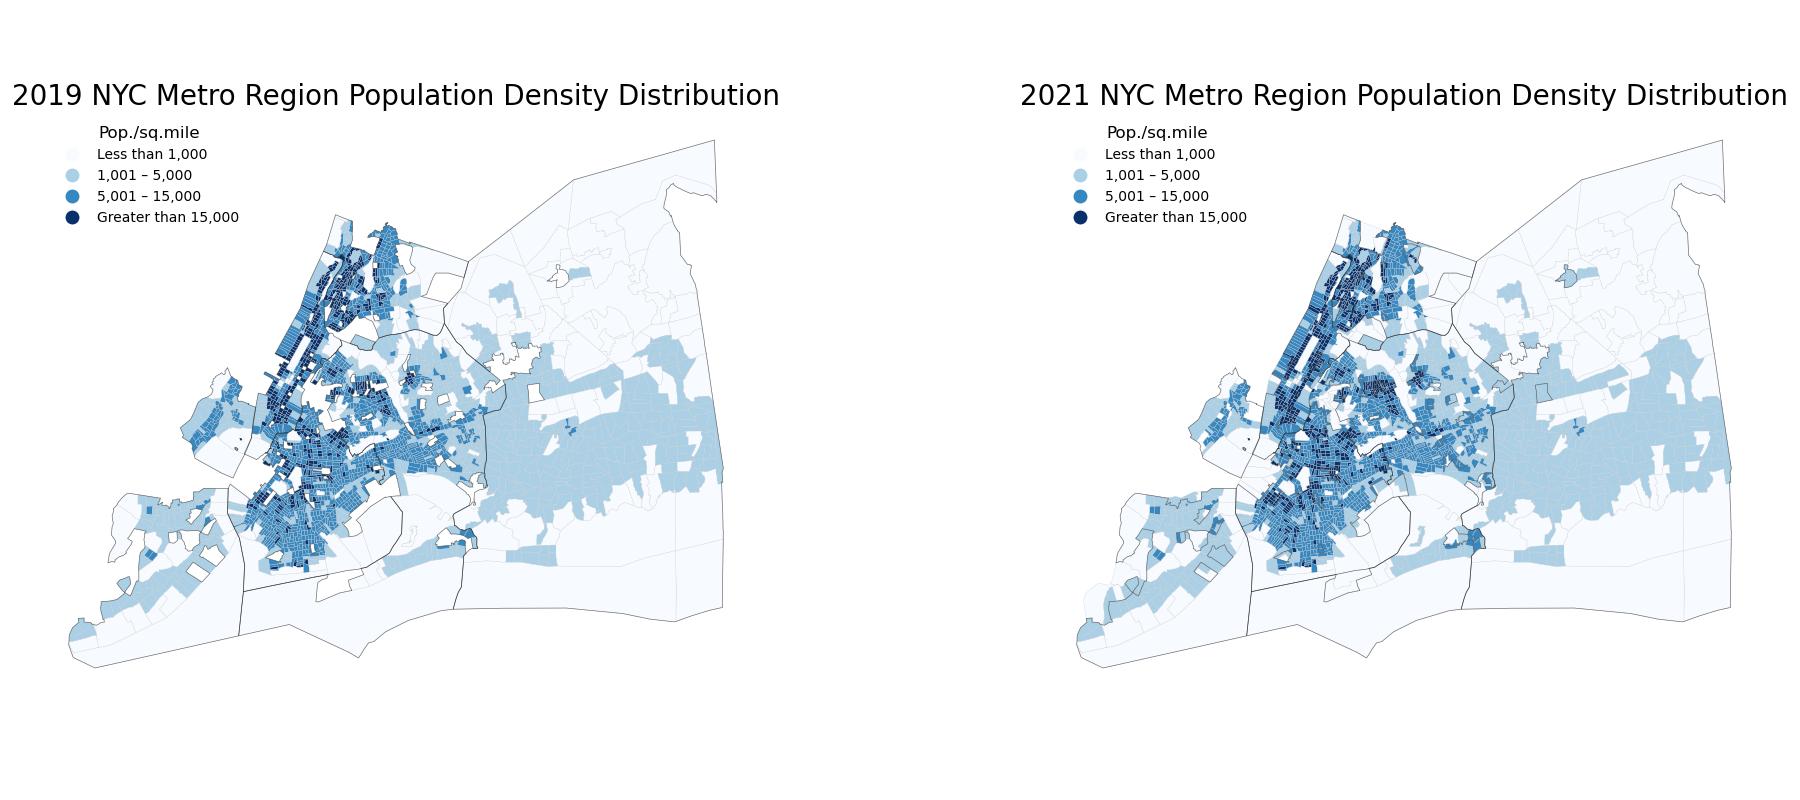 2019 NYC Metro Region Population Density Distribution
Pop./sq.mile
Less than 1,000
1,001 – 5,000
5,001 – 15,000
Greater than 15,000
2021 NYC Metro Region Population Density Distribution
Pop./sq.mile
Less than 1,000
1,001 – 5,000
5,001 – 15,000
Greater than 15,000